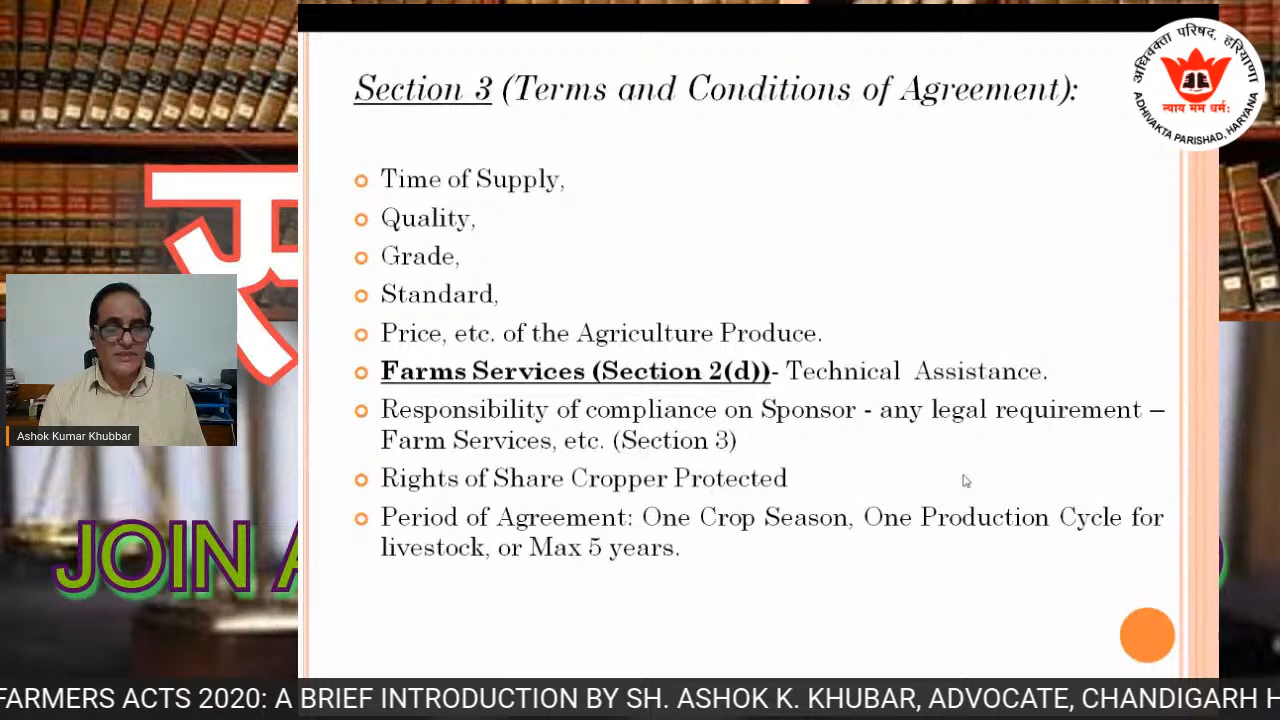 Section 3 (Terms and Conditions of Agreement):
अधिवक्ता परिषद, हरियाणा
न्याय मम धर्म:
ADHIVAKTA PARISHAD, HARYANA
Time of Supply,
Quality,
Grade,
Standard,
Price, etc. of the Agriculture Produce.
Farms Services (Section 2(d))- Technical Assistance.
Responsibility of compliance on Sponsor - any legal requirement –
Farm Services, etc. (Section 3)
Rights of Share Cropper Protected
Period of Agreement: One Crop Season, One Production Cycle for
livestock, or Max 5 years.
Ashok Kumar Khubbar
JOIN A
FARMERS ACTS 2020: A BRIEF INTRODUCTION BY SH. ASHOK K. KHUBAR, ADVOCATE, CHANDIGARH H